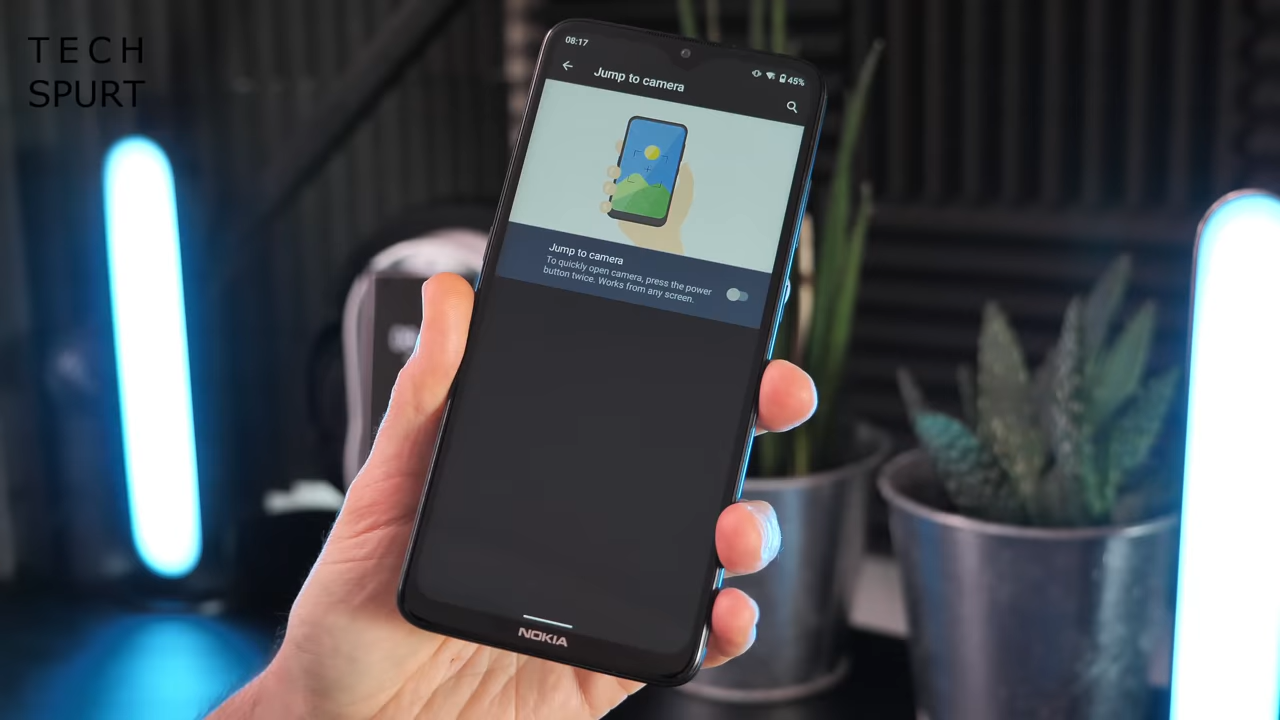 TECH
SPURT
08:17
45%
Jump to camera
Jump to camera
To quickly open camera, press the power
button twice. Works from any screen.
NOKIA